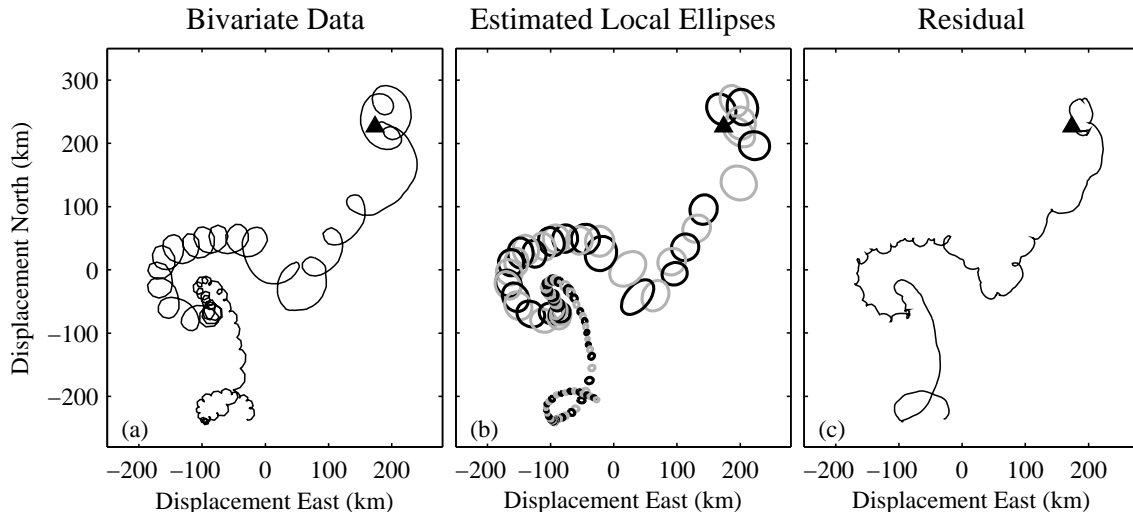 Bivariate Data
Estimated Local Ellipses
Residual
Displacement North (km)
300
200
100
0
−100
−200
(a)
(b)
(c)
−200 −100 0 100 200
−200 −100 0 100 200
−200 −100 0 100 200
Displacement East (km)
Displacement East (km)
Displacement East (km)